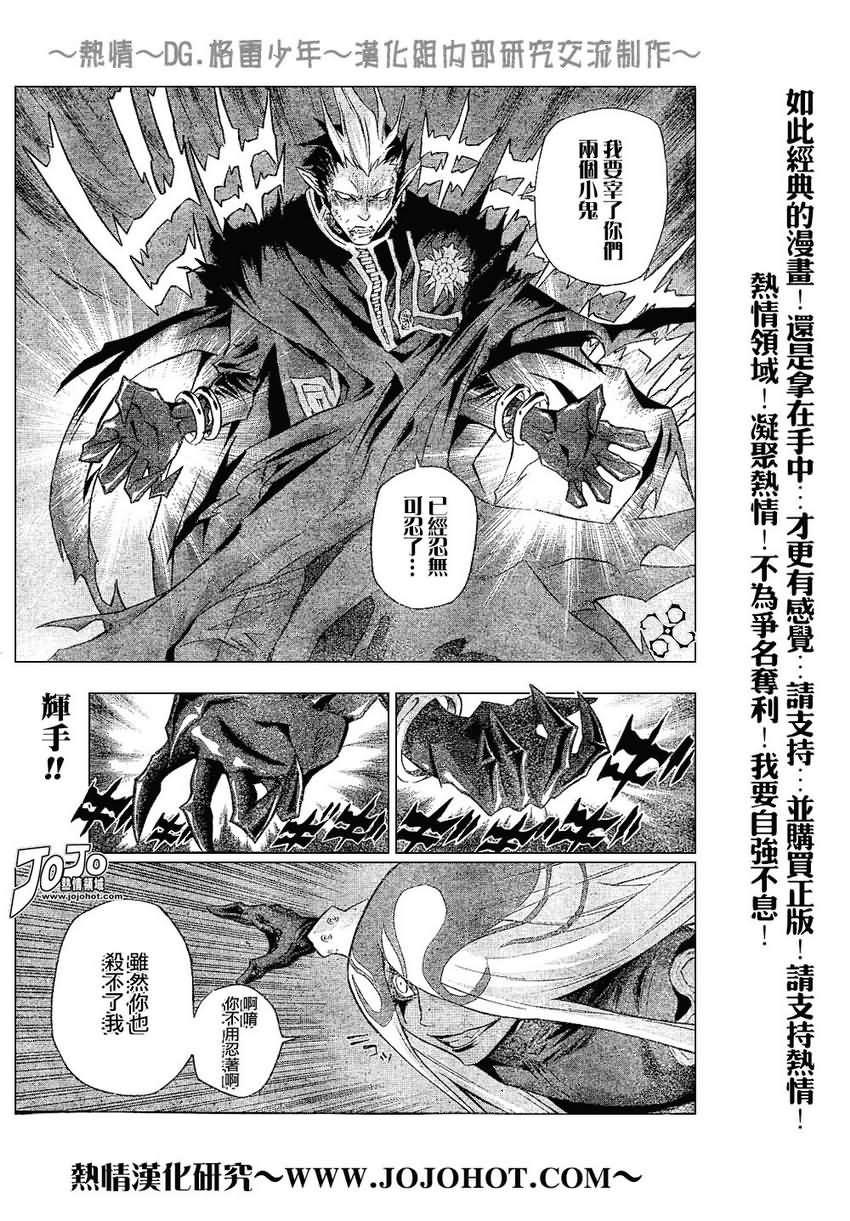 ～熱情～DG.格雷少年～漢化組內部研究交流制作～
如此經典的漫畫！還是拿在手中…才更有感覺…請支持…並購買正版！請支持熱情！
熱情領域！凝聚熱情！不為爭名奪利！我要自強不息！
我要宰了你們
兩個小鬼
已經忍無
可忍了…
輝手!!
JOJO
熱情領域
www.jojohot.com
啊唷
你不用忍著啊
雖然你也
殺不了我
熱情漢化研究～WWW.JOJOHOT.COM～